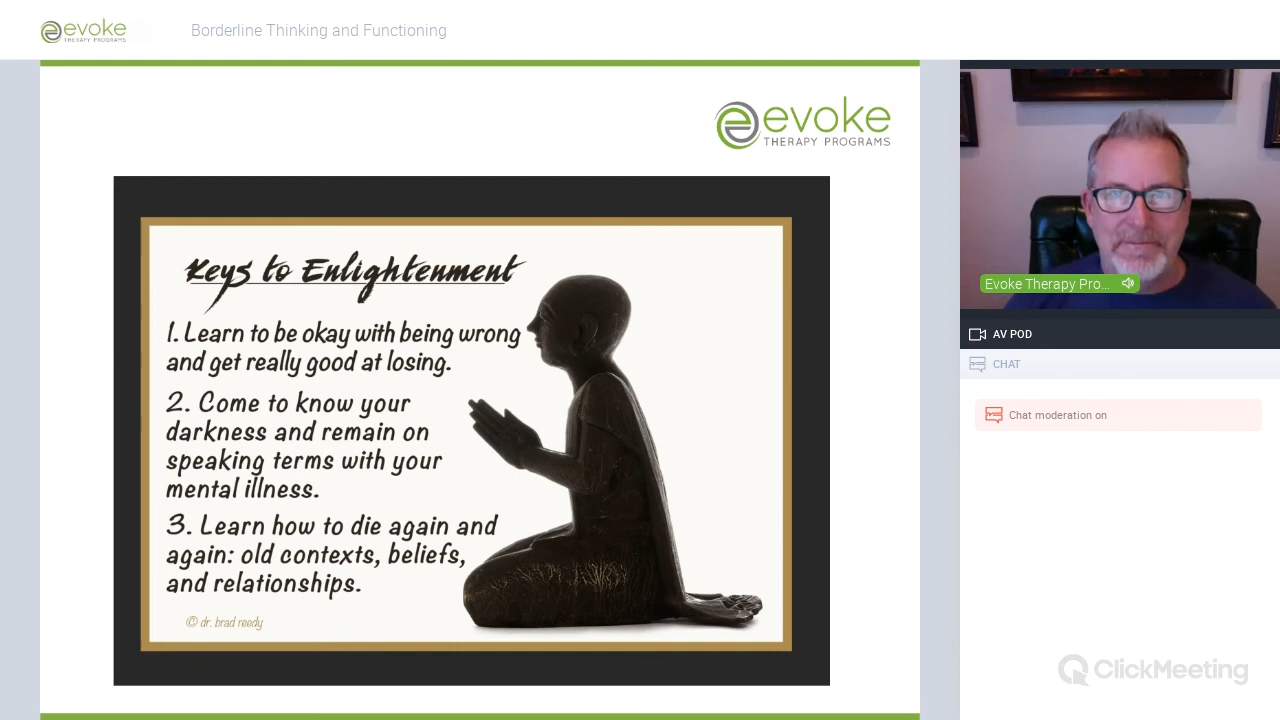 evoke
THERAPY PROGRAMS
Borderline Thinking and Functioning
evoke
THERAPY PROGRAMS
Keys to Enlightenment
1. Learn to be okay with being wrong
and get really good at losing.
2. Come to know your
darkness and remain on
speaking terms with your
mental illness.
3. Learn how to die again and
again: old contexts, beliefs,
and relationships.
© dr. brad reedy
Evoke Therapy Pro...
AV POD
CHAT
Chat moderation on
ClickMeeting